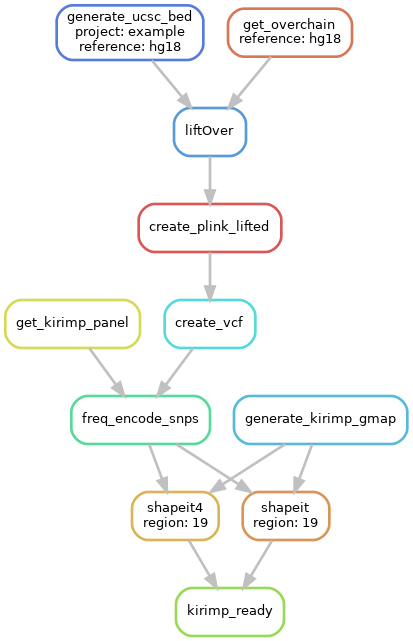 generate_ucsc_bed
project: example
reference: hg18
get_overchain
reference: hg18
liftOver
create_plink_lifted
get_kirimp_panel
create_vcf
freq_encode_snps
generate_kirimp_gmap
shapeit4
region: 19
shapeit
region: 19
kirimp_ready